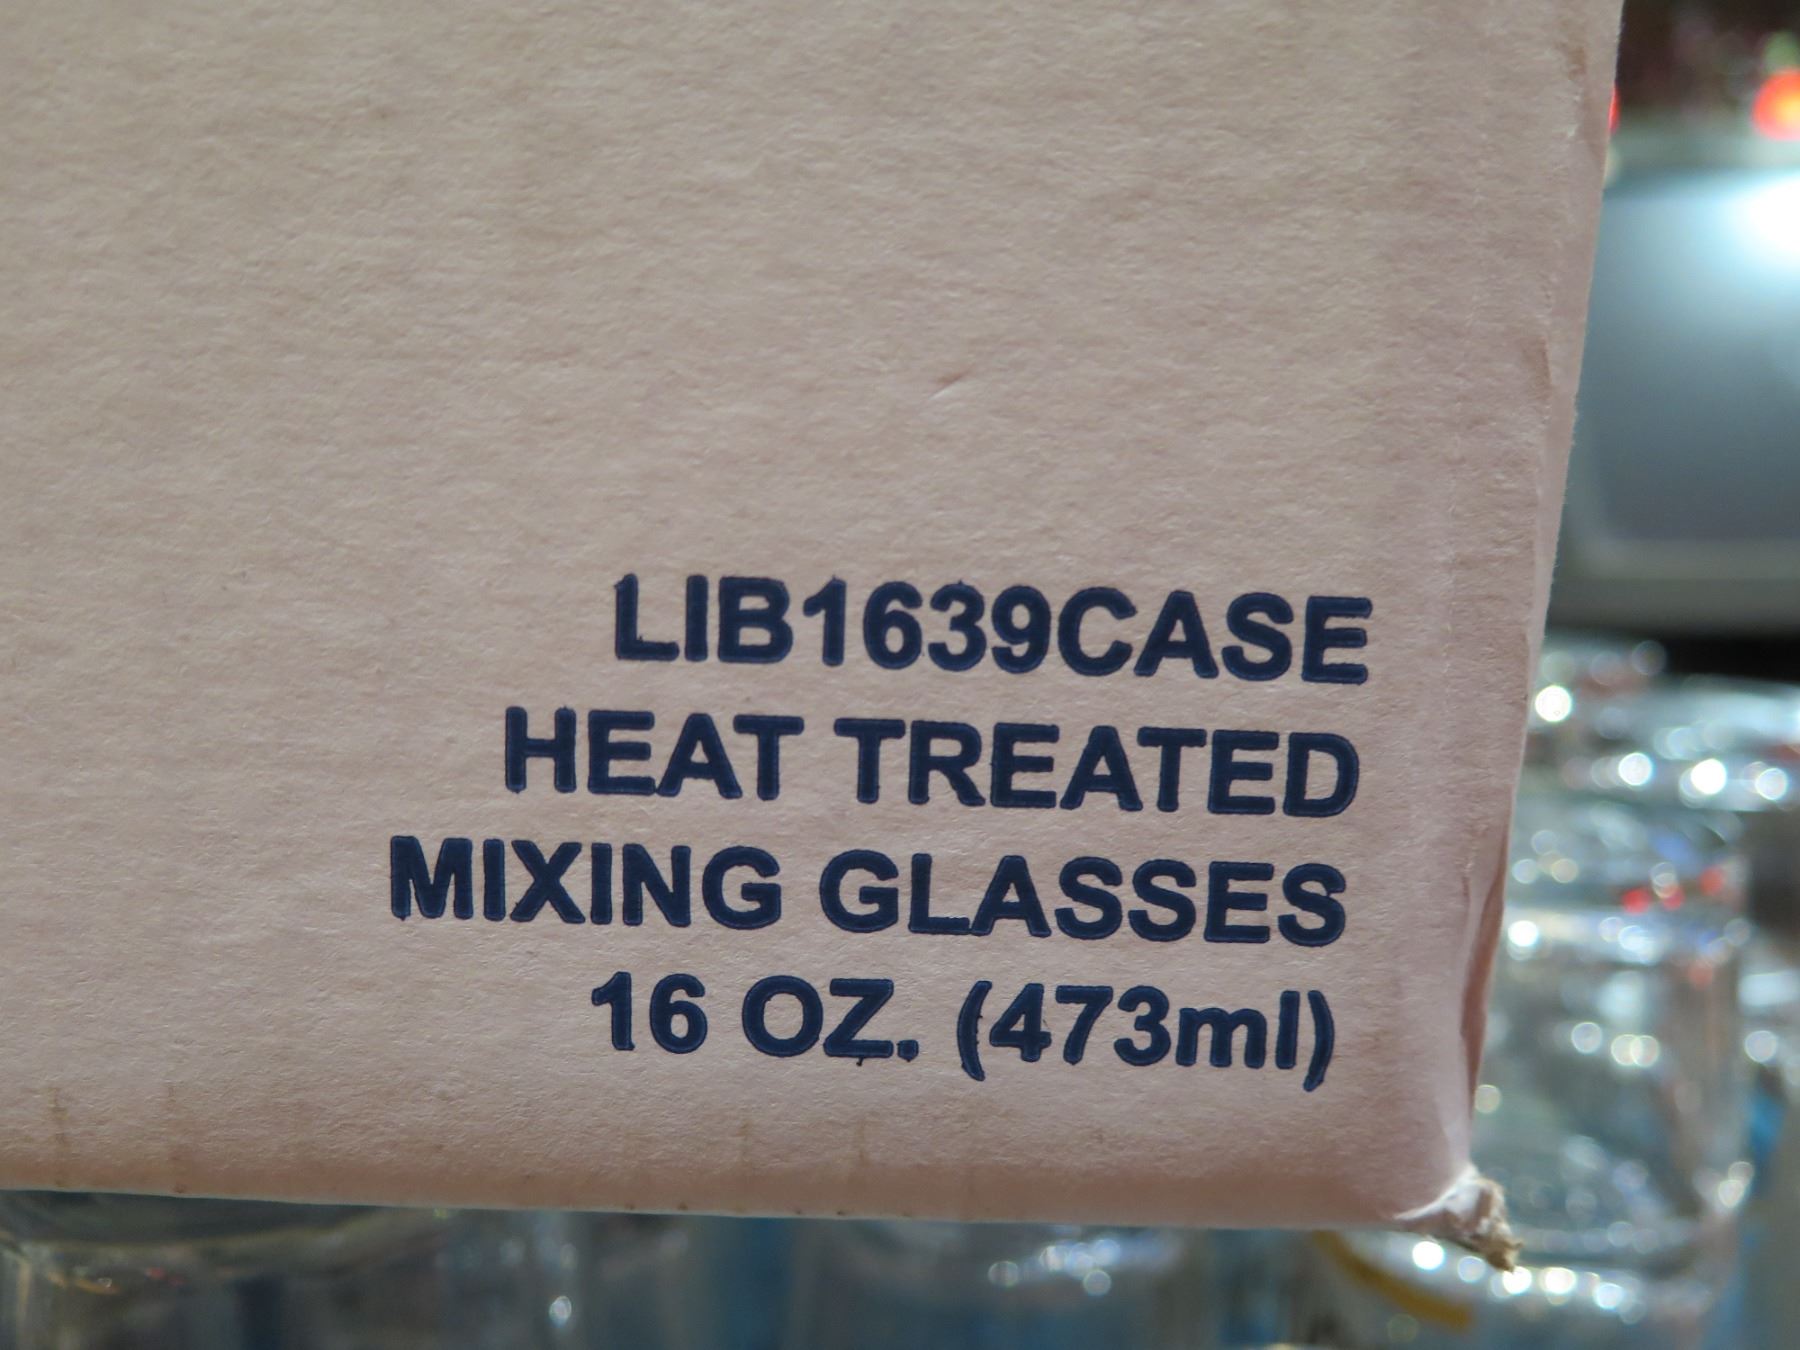 LIB1639CASE
HEAT TREATED
MIXING GLASSES
16 OZ. (473ml)